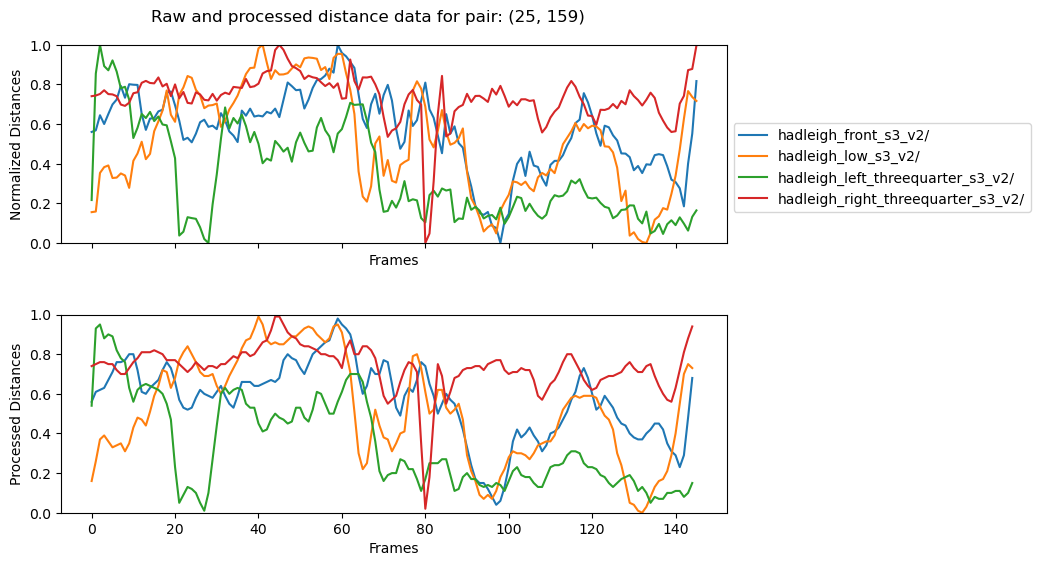 Raw and processed distance data for pair: (25, 159)
Normalized Distances
1.0
0.8
0.6
0.4
0.2
0.0
Frames
hadleigh_front_s3_v2/
hadleigh_low_s3_v2/
hadleigh_left_threequarter_s3_v2/
hadleigh_right_threequarter_s3_v2/
Processed Distances
1.0
0.8
0.6
0.4
0.2
0.0
0 20 40 60 80 100 120 140
Frames